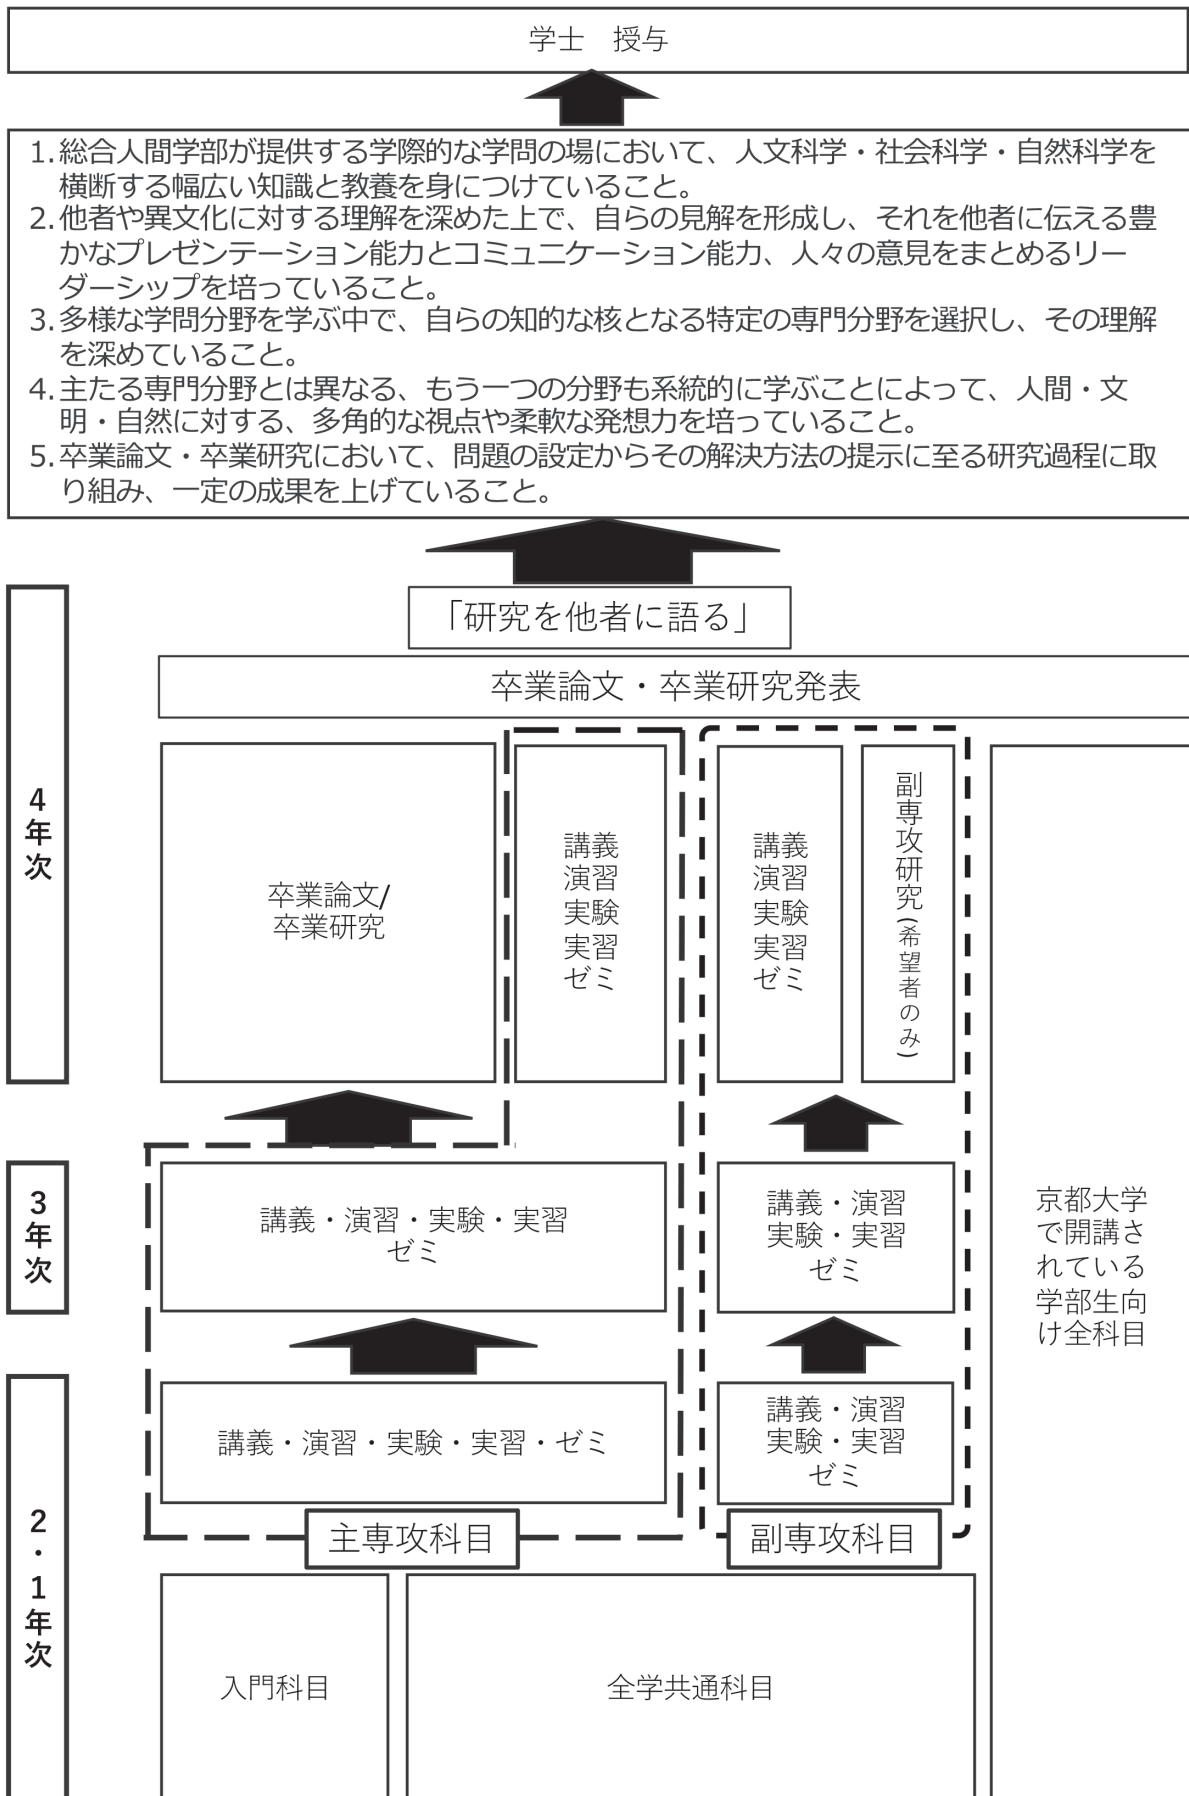 学士　授与
1. 総合人間学部が提供する学際的な学問の場において、人文科学・社会科学・自然科学を
横断する幅広い知識と教養を身につけていること。
2. 他者や異文化に対する理解を深めた上で、自らの見解を形成し、それを他者に伝える豊
かなプレゼンテーション能力とコミュニケーション能力、人々の意見をまとめるリー
ダーシップを培っていること。
3. 多様な学問分野を学ぶ中で、自らの知的な核となる特定の専門分野を選択し、その理解
を深めていること。
4. 主たる専門分野とは異なる、もう一つの分野も系統的に学ぶことによって、人間・文
明・自然に対する、多角的な視点や柔軟な発想力を培っていること。
5. 卒業論文・卒業研究において、問題の設定からその解決方法の提示に至る研究過程に取
り組み、一定の成果を上げていること。
「研究を他者に語る」
卒業論文・卒業研究発表
4年次
卒業論文/
卒業研究
講義
演習
実験
実習
ゼミ
講義
演習
実験
実習
ゼミ
副専攻研究(希望者のみ)
3年次
講義・演習・実験・実習
ゼミ
講義・演習
実験・実習
ゼミ
京都大学
で開講さ
れている
学部生向
け全科目
2・1年次
講義・演習・実験・実習・ゼミ
講義・演習
実験・実習
ゼミ
主専攻科目
副専攻科目
入門科目
全学共通科目